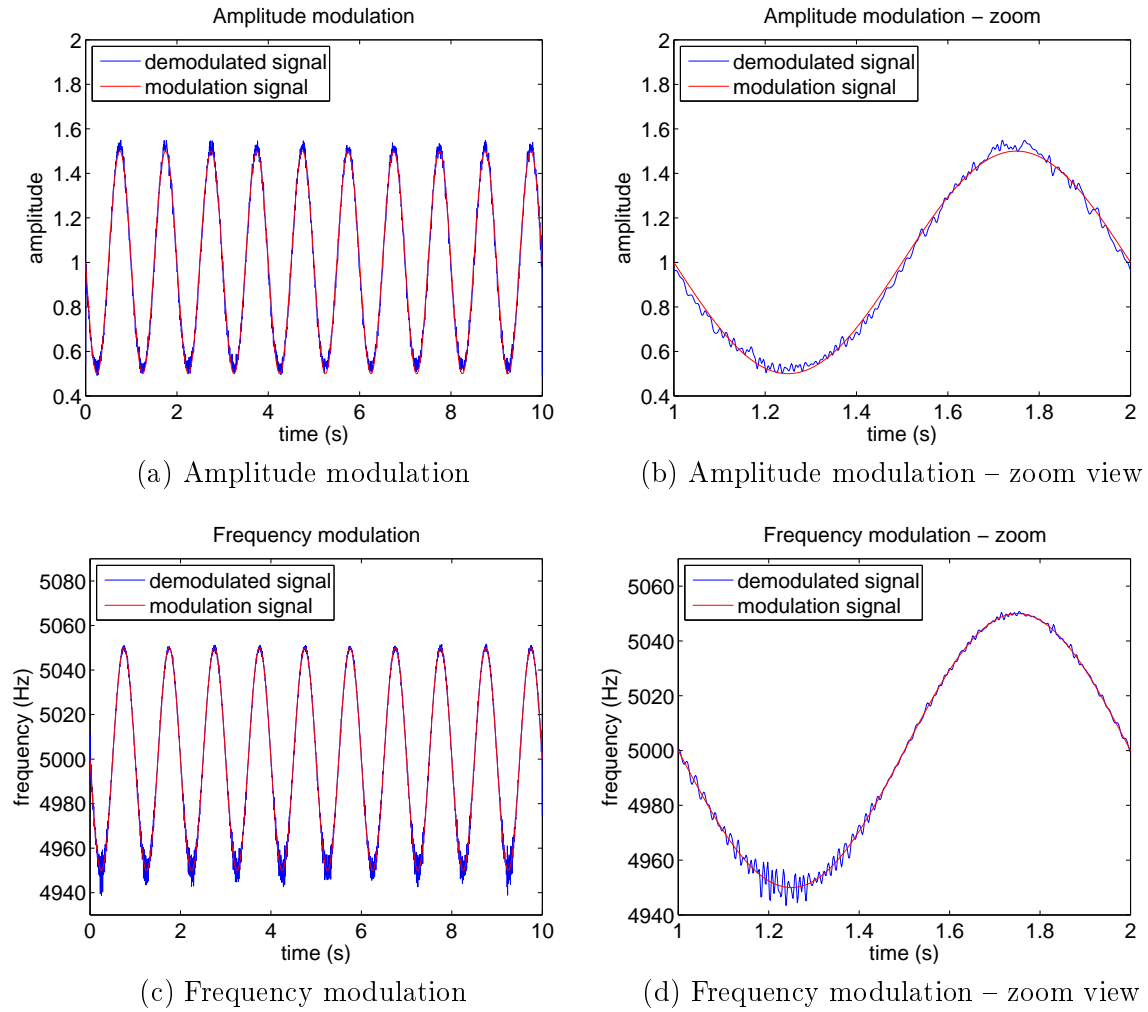 Amplitude modulation
2
1.8
1.6
1.4
1.2
1
0.8
0.6
0.4
amplitude
demodulated signal
modulation signal
0 2 4 6 8 10
time (s)
(a) Amplitude modulation
Amplitude modulation – zoom
2
1.8
1.6
1.4
1.2
1
0.8
0.6
0.4
amplitude
demodulated signal
modulation signal
1 1.2 1.4 1.6 1.8 2
time (s)
(b) Amplitude modulation – zoom view
Frequency modulation
5080
5060
5040
5020
5000
4980
4960
4940
frequency (Hz)
demodulated signal
modulation signal
0 2 4 6 8 10
time (s)
(c) Frequency modulation
Frequency modulation – zoom
5060
5040
5020
5000
4980
4960
4940
frequency (Hz)
demodulated signal
modulation signal
1 1.2 1.4 1.6 1.8 2
time (s)
(d) Frequency modulation – zoom view